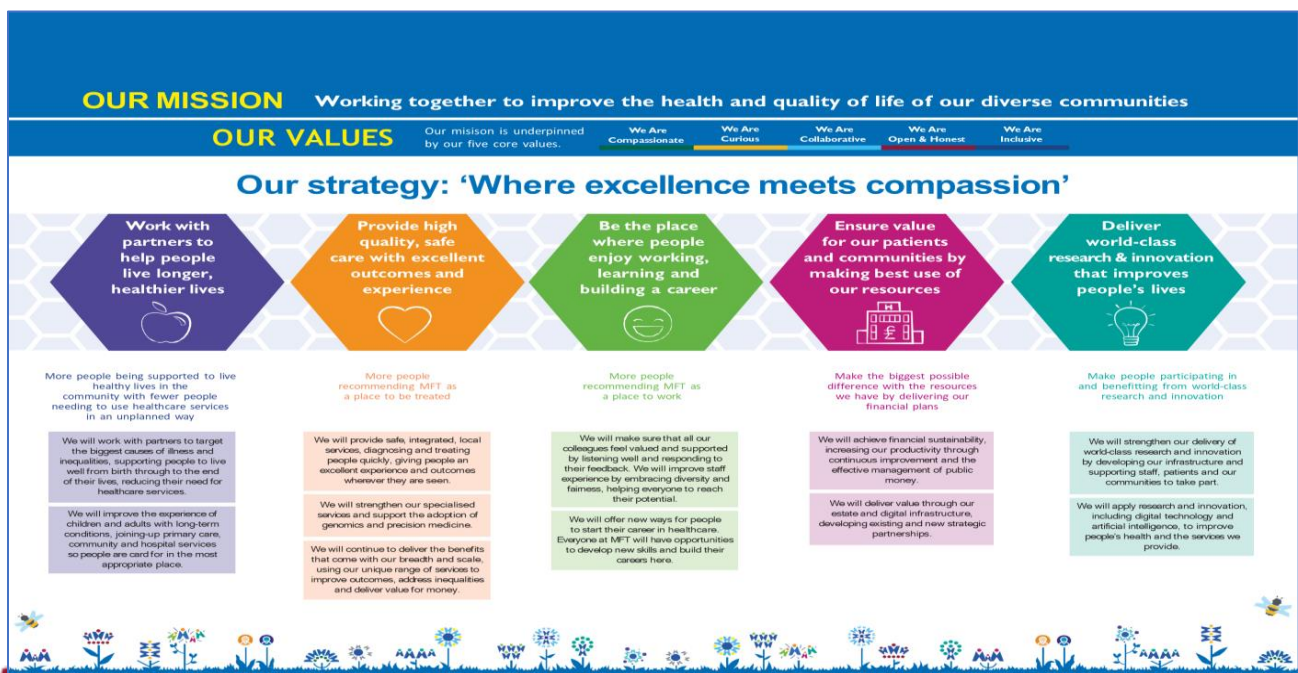 OUR MISSION Working together to improve the health and quality of life of our diverse communities
OUR VALUES
Our misison is underpinned
by our five core values.
We Are
Compassionate
We Are
Curious
We Are
Collaborative
We Are
Open & Honest
We Are
Inclusive
Our strategy: ‘Where excellence meets compassion’
Work with
partners to
help people
live longer,
healthier lives
More people being supported to live
healthy lives in the
community with fewer people
needing to use healthcare services
in an unplanned way
We will work with partners to target
the biggest causes of illness and
inequalities, supporting people to live
well from birth through to the end
of their lives, reducing their need for
healthcare services.
We will improve the experience of
children and adults with long-term
conditions, joining-up primary care,
community and hospital services
so people are card for in the most
appropriate place.
Provide high
quality, safe
care with excellent
outcomes and
experience
More people
recommending MFT as
a place to be treated
We will provide safe, integrated, local
services, diagnosing and treating
people quickly, giving people an
excellent experience and outcomes
wherever they are seen.
We will strengthen our specialised
services and support the adoption of
genomics and precision medicine.
We will continue to deliver the benefits
that come with our breadth and scale,
using our unique range of services to
improve outcomes, address inequalities
and deliver value for money.
Be the place
where people
enjoy working,
learning and
building a career
More people
recommending MFT as
a place to work
We will make sure that all our
colleagues feel valued and supported
by listening well and responding to
their feedback. We will improve staff
experience by embracing diversity and
fairness, helping everyone to reach
their potential.
We will offer new ways for people
to start their career in healthcare.
Everyone at MFT will have opportunities
to develop new skills and build their
careers here.
Ensure value
for our patients
and communities by
making best use of
our resources
H
£
Make the biggest possible
difference with the resources
we have by delivering our
financial plans
We will achieve financial sustainability,
increasing our productivity through
continuous improvement and the
effective management of public
money.
We will deliver value through our
estate and digital infrastructure,
developing existing and new strategic
partnerships.
Deliver
world-class
research & innovation
that improves
people’s lives
Make people participating in
and benefitting from world-class
research and innovation
We will strengthen our delivery of
world-class research and innovation
by developing our infrastructure and
supporting staff, patients and our
communities to take part.
We will apply research and innovation,
including digital technology and
artificial intelligence, to improve
people’s health and the services we
provide.